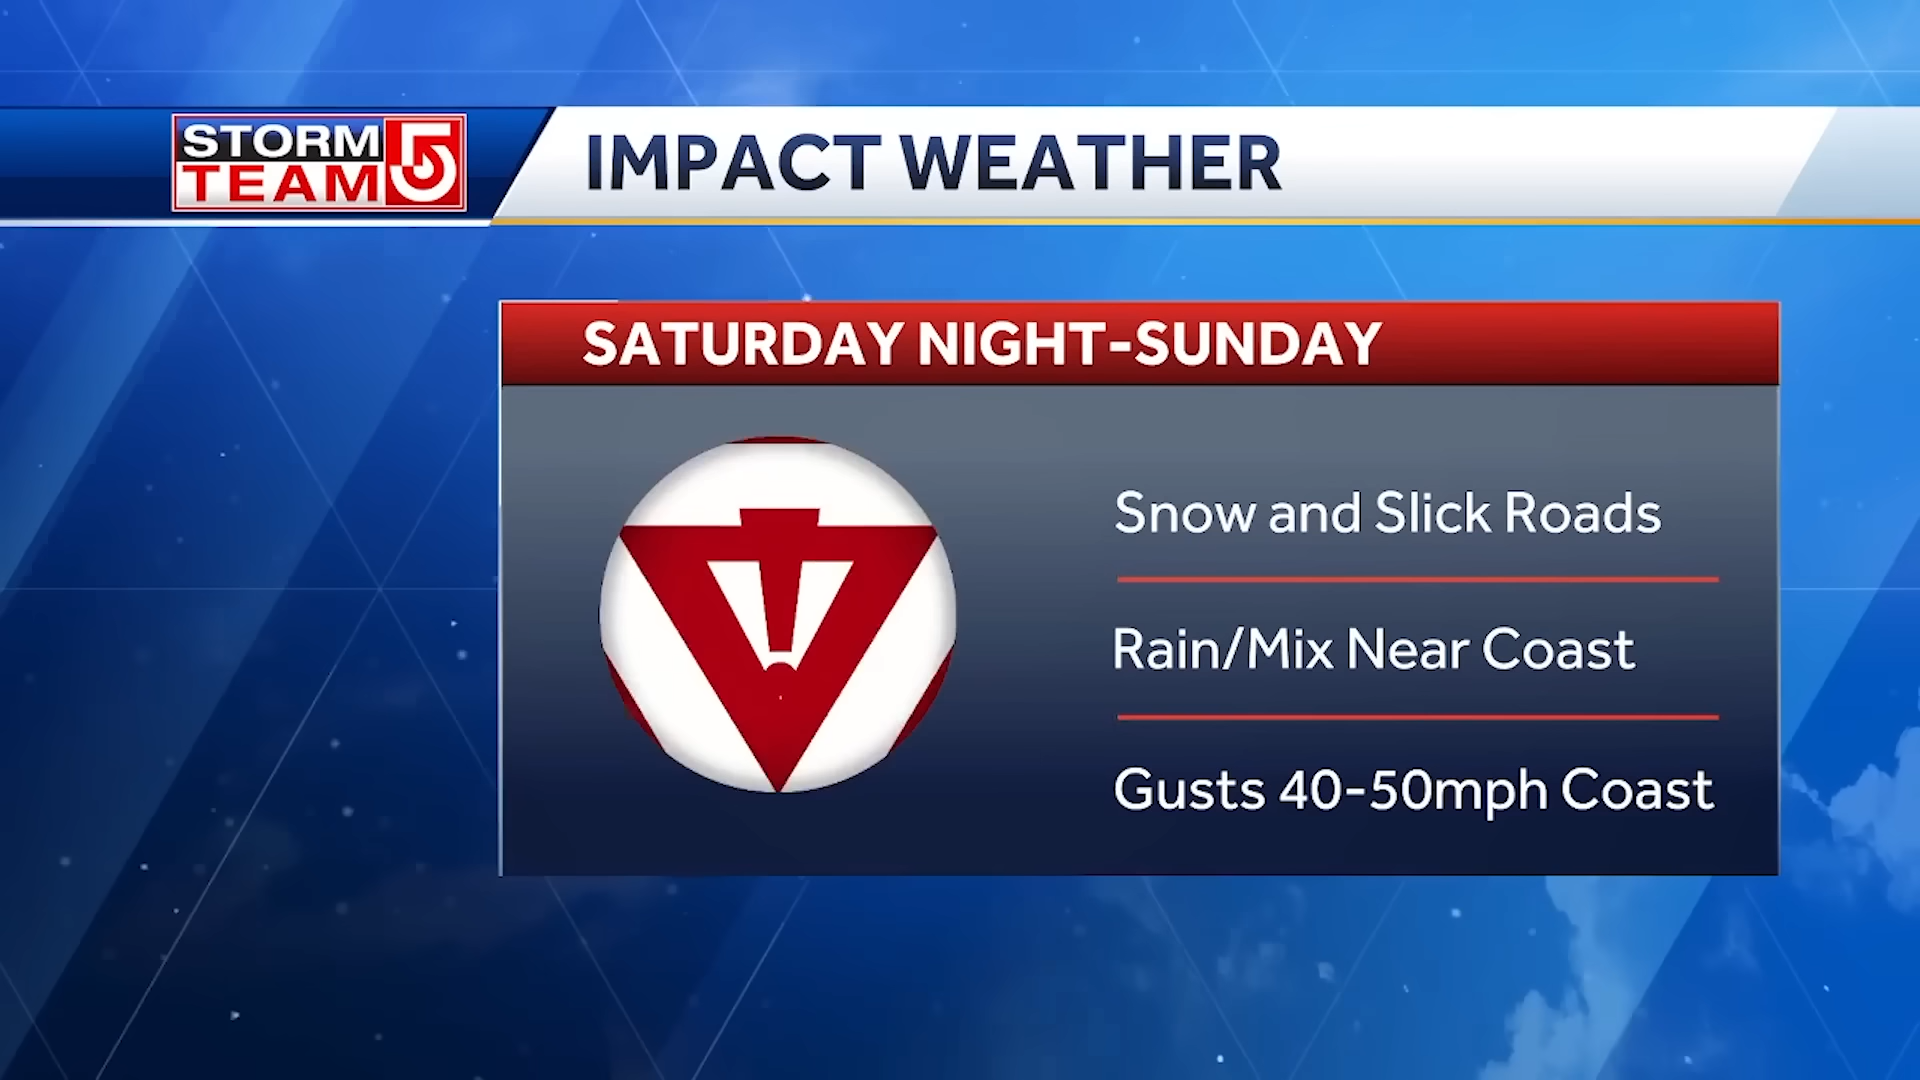 STORM
TEAM 5
IMPACT WEATHER
SATURDAY NIGHT-SUNDAY
Snow and Slick Roads
Rain/Mix Near Coast
Gusts 40-50mph Coast